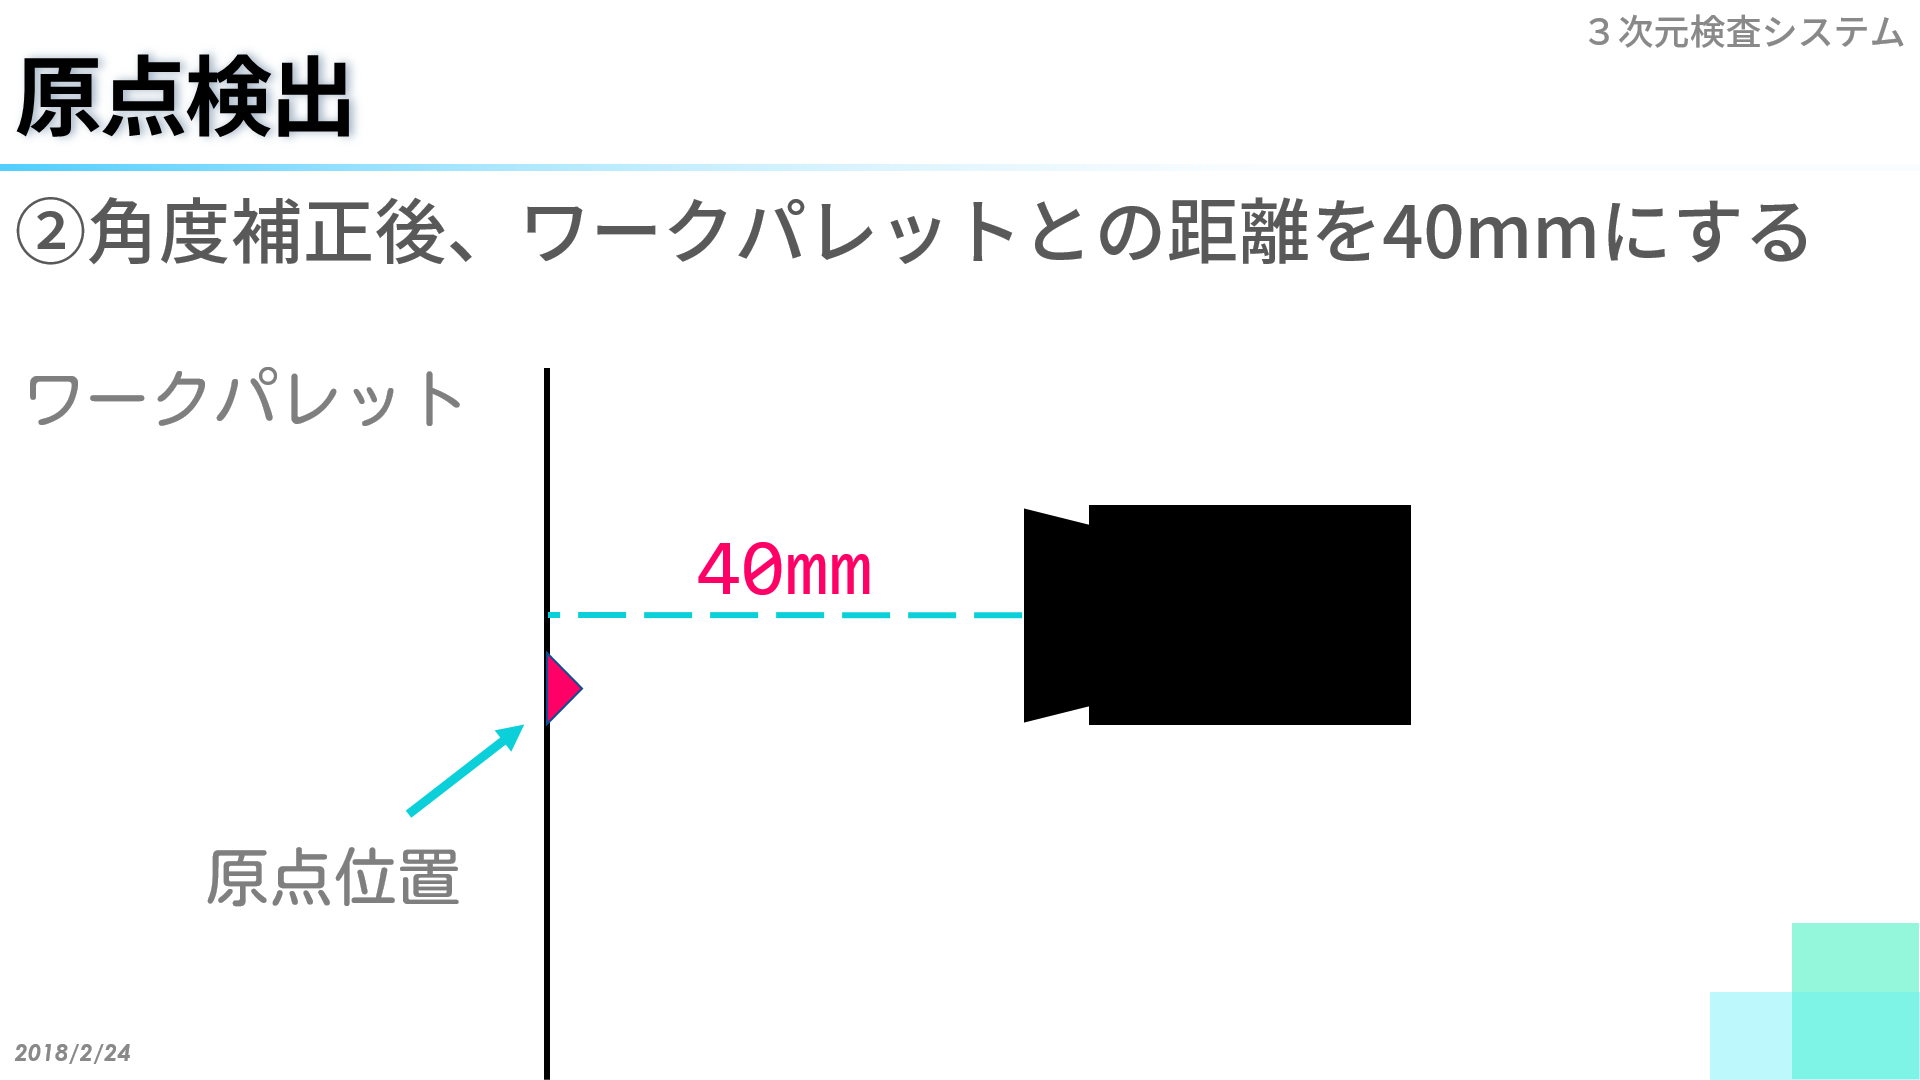 ３次元検査システム
原点検出
②角度補正後、ワークパレットとの距離を40mmにする
ワークパレット
40mm
原点位置
2018/2/24